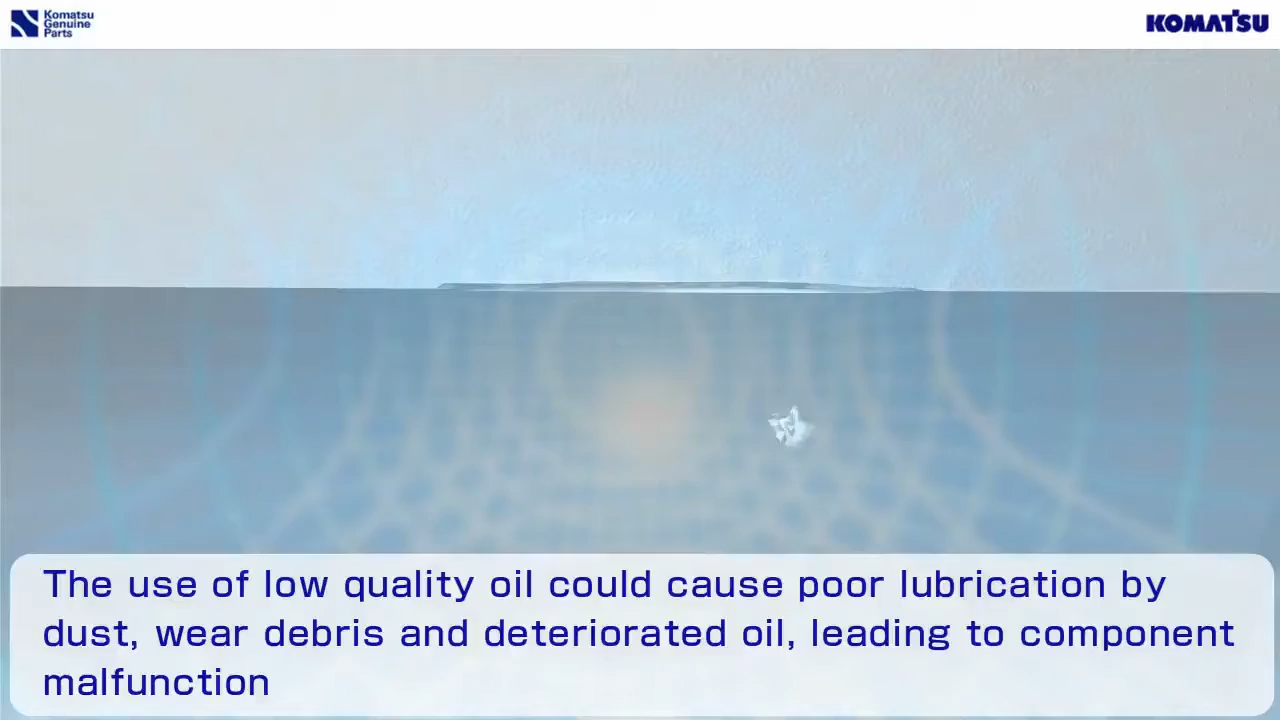 Komatsu
Genuine
Parts
KOMATSU
The use of low quality oil could cause poor lubrication by
dust, wear debris and deteriorated oil, leading to component
malfunction